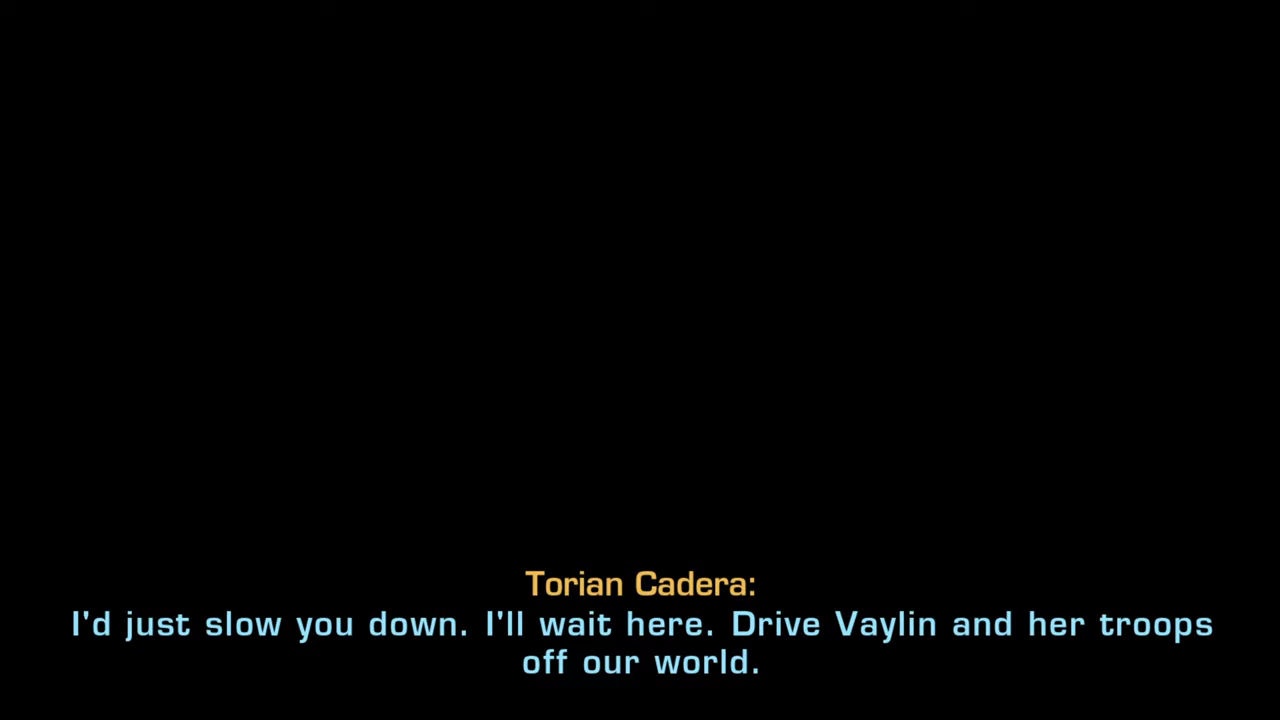 Torian Cadera:
I'd just slow you down. I'll wait here. Drive Vaylin and her troops
off our world.